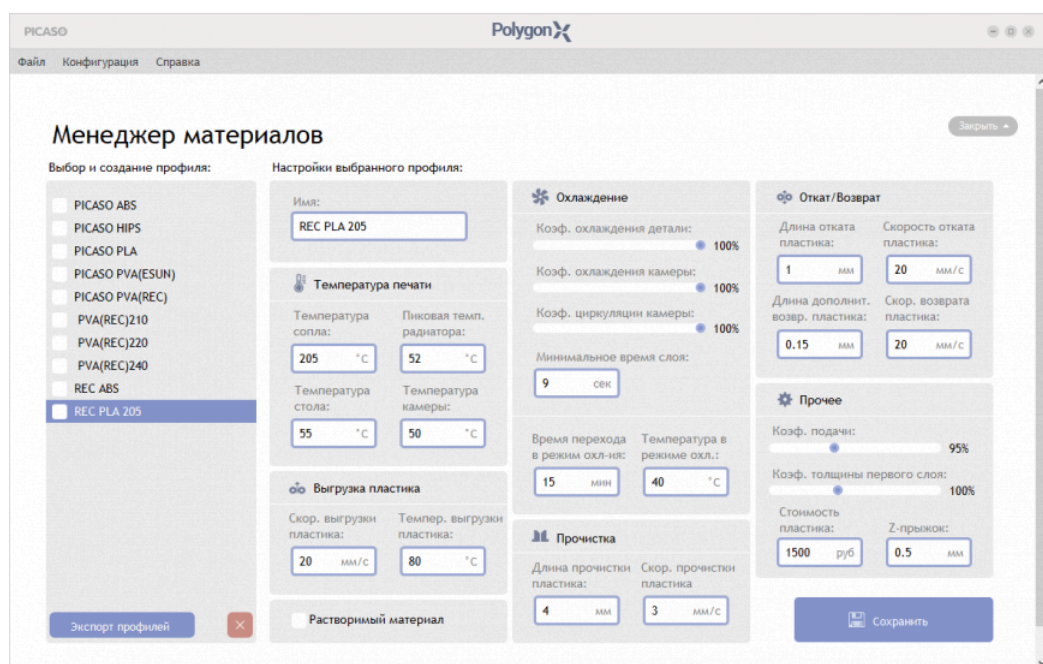 PICASO
Polygon X
Файл Конфигурация Справка
Менеджер материалов
Закрыть
Выбор и создание профиля:
PICASO ABS
PICASO HIPS
PICASO PLA
PICASO PVA(ESUN)
PICASO PVA(REC)
PVA(REC)210
PVA(REC)220
PVA(REC)240
REC ABS
REC PLA 205
Экспорт профилей
Настройки выбранного профиля:
Имя:
REC PLA 205
Температура печати
Температура
сопла:
205 °C
Пиковая темп.
радиатора:
52 °C
Температура
стола:
55 °C
Температура
камеры:
50 °C
Выгрузка пластика
Скор. выгрузки
пластика:
20 мм/с
Темпер. выгрузки
пластика:
80 °C
Растворимый материал
Охлаждение
Коэф. охлаждения детали:
100%
Коэф. охлаждения камеры:
100%
Коэф. циркуляции камеры:
100%
Минимальное время слоя:
9 сек
Время перехода
в режим охл-ия:
15 мин
Температура в
режиме охл.:
40 °C
Прочистка
Длина прочистки
пластика:
4 мм
Скор. прочистки
пластика
3 мм/с
Откат/Возврат
Длина отката
пластика:
1 мм
Скорость отката
пластика:
20 мм/с
Длина дополнит.
возвр. пластика:
0.15 мм
Скор. возврата
пластика:
20 мм/с
Прочее
Коэф. подачи:
95%
Коэф. толщины первого слоя:
100%
Стоимость
пластика:
1500 руб
Z-прыжок:
0.5 мм
Сохранить